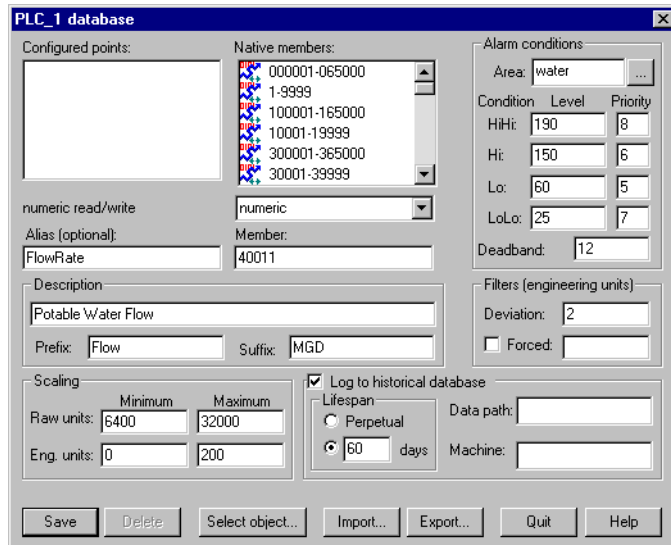 PLC_1 database
Configured points:
Native members:
000001-065000
1-9999
100001-165000
10001-19999
300001-365000
30001-39999
numeric read/write
numeric
Alias (optional):
Member:
FlowRate
40011
Description
Potable Water Flow
Prefix: Flow Suffix: MGD
Alarm conditions
Area: water ...
Condition Level Priority
HiHi: 190 8
Hi: 150 6
Lo: 60 5
LoLo: 25 7
Deadband: 12
Filters (engineering units)
Deviation: 2
Forced:
Scaling
Minimum Maximum
Raw units: 6400 32000
Eng. units: 0 200
Log to historical database
Lifespan
Perpetual
60 days
Data path:
Machine:
Save Delete Select object... Import... Export... Quit Help